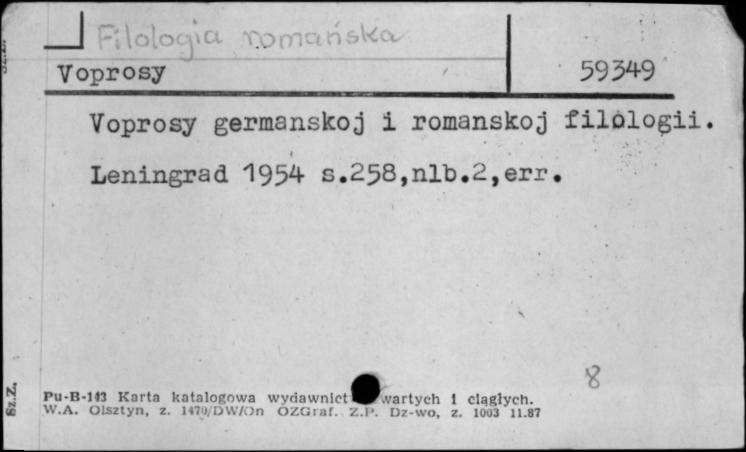 Filologia romańska
Voprosy 59349
Voprosy germanskoj i romanskoj filologii.
Leningrad 1954 s.258,nlb.2,err.
8
Sz.Z.
Pu-B-143 Karta katalogowa wydawnict wartych i ciągłych.
W.A. Olsztyn, z. 1470/DW/On OZGraf. Z.P. Dz-wo, z. 1003 11.87